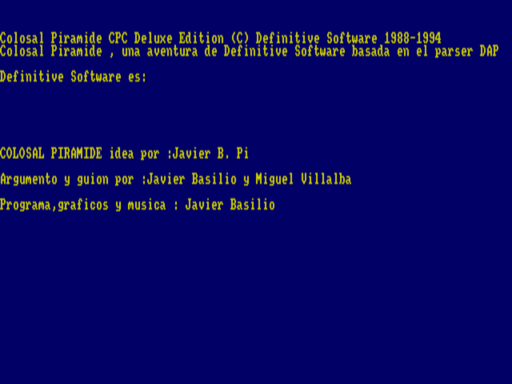 Colosal Piramide CPC Deluxe Edition (C) Definitive Software 1988-1994
Colosal Piramide , una aventura de Definitive Software basada en el parser DAP
Definitive Software es:
COLOSAL PIRAMIDE idea por :Javier B. Pi
Argumento y guion por :Javier Basilio y Miguel Villalba
Programa,graficos y musica : Javier Basilio